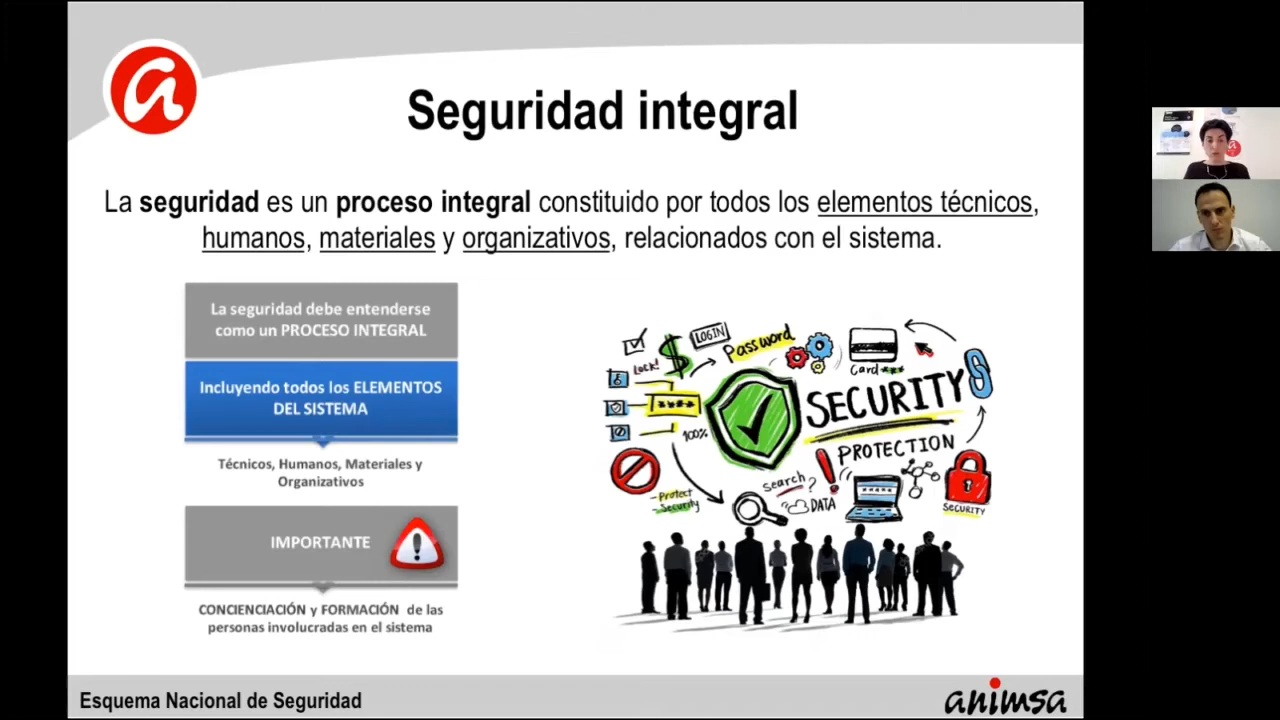 Seguridad integral
La seguridad es un proceso integral constituido por todos los elementos técnicos,
humanos, materiales y organizativos, relacionados con el sistema.
La seguridad debe entenderse
como un PROCESO INTEGRAL
Incluyendo todos los ELEMENTOS
DEL SISTEMA
Técnicos, Humanos, Materiales y
Organizativos
IMPORTANTE
CONCIENCIACIÓN y FORMACIÓN de las
personas involucradas en el sistema
LOGIN
Password
LOCK!
$
Card ***
****
100%
SECURITY
PROTECTION
- Protect
- Security
Search
?
DATA
SECURITY
Esquema Nacional de Seguridad
animsa